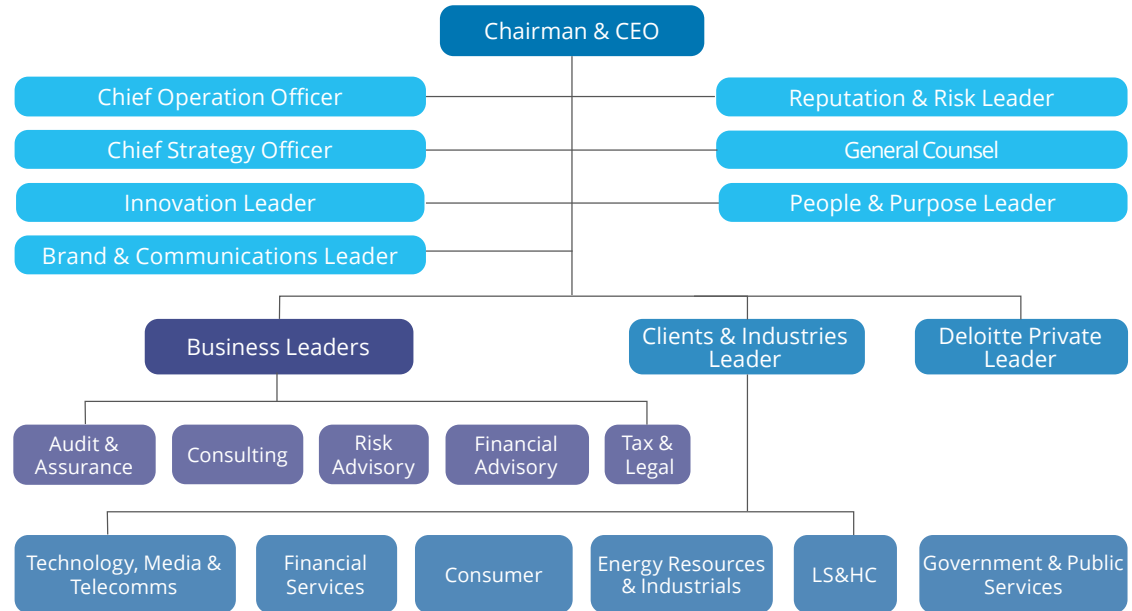 Chairman & CEO
Chief Operation Officer
Reputation & Risk Leader
Chief Strategy Officer
General Counsel
Innovation Leader
People & Purpose Leader
Brand & Communications Leader
Business Leaders
Clients & Industries
Leader
Deloitte Private
Leader
Audit &
Assurance
Consulting
Risk
Advisory
Financial
Advisory
Tax &
Legal
Technology, Media &
Telecomms
Financial
Services
Consumer
Energy Resources
& Industrials
LS&HC
Government & Public
Services